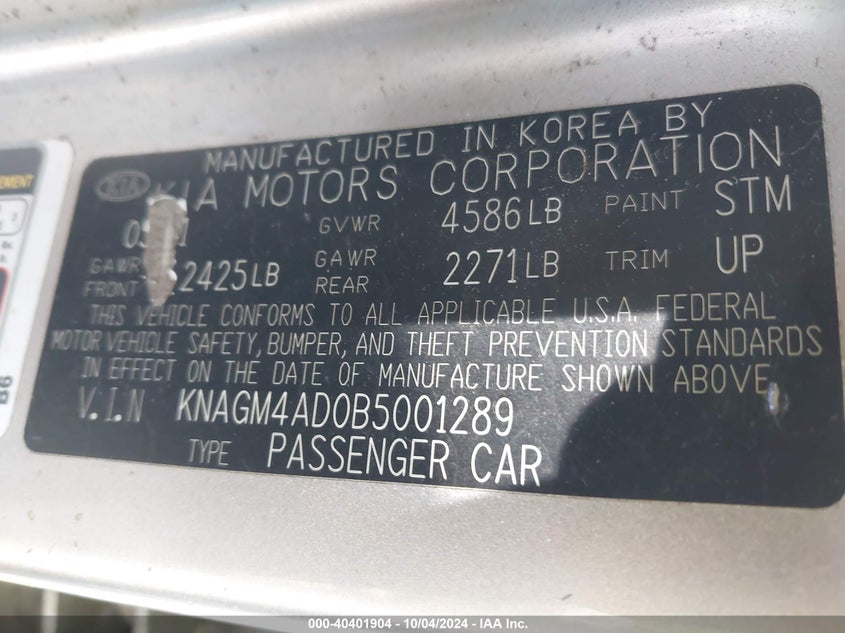 MANUFACTURED IN KOREA BY
KIA KIA MOTORS CORPORATION
GVWR 4586LB PAINT STM
GAWR FRONT 2425LB GAWR REAR 2271LB TRIM UP
THIS VEHICLE CONFORMS TO ALL APPLICABLE U.S.A. FEDERAL
MOTOR VEHICLE SAFETY, BUMPER, AND THEFT PREVENTION STANDARDS
IN EFFECT ON THE DATE OF MANUFACTURE SHOWN ABOVE
V.I.N KNAGM4AD0B5001289
TYPE PASSENGER CAR
B6
000-40401904 - 10/04/2024 - IAA Inc.